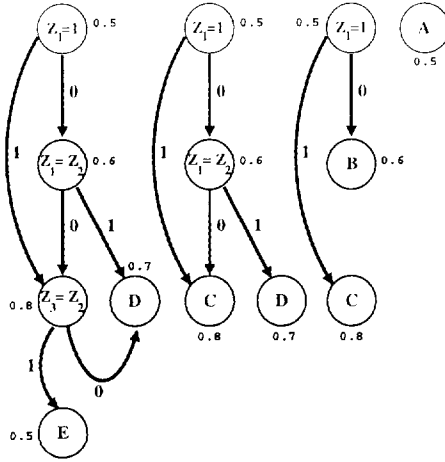 Z1=1 0.5 Z1=1 0.5 0.5 Z1=1 A
0.5
0 0 0
1 Z1 = Z2 0.6 1 Z1 = Z2 0.6 1 B 0.6
0 1 0 1
0.7
0.8 Z3 = Z2 D C D C
0.8 0.7 0.8
1 0
0.5 E